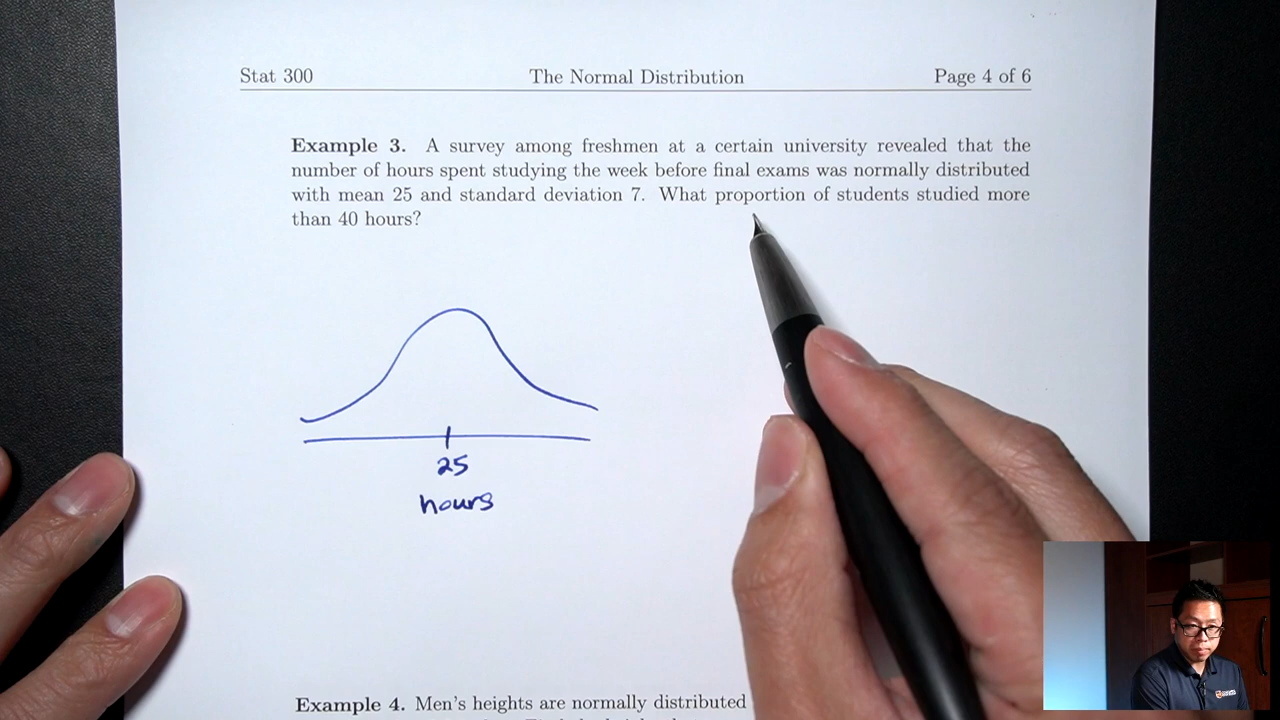 Stat 300 The Normal Distribution Page 4 of 6
Example 3. A survey among freshmen at a certain university revealed that the
number of hours spent studying the week before final exams was normally distributed
with mean 25 and standard deviation 7. What proportion of students studied more
than 40 hours?
25
hours
Example 4. Men's heights are normally distributed